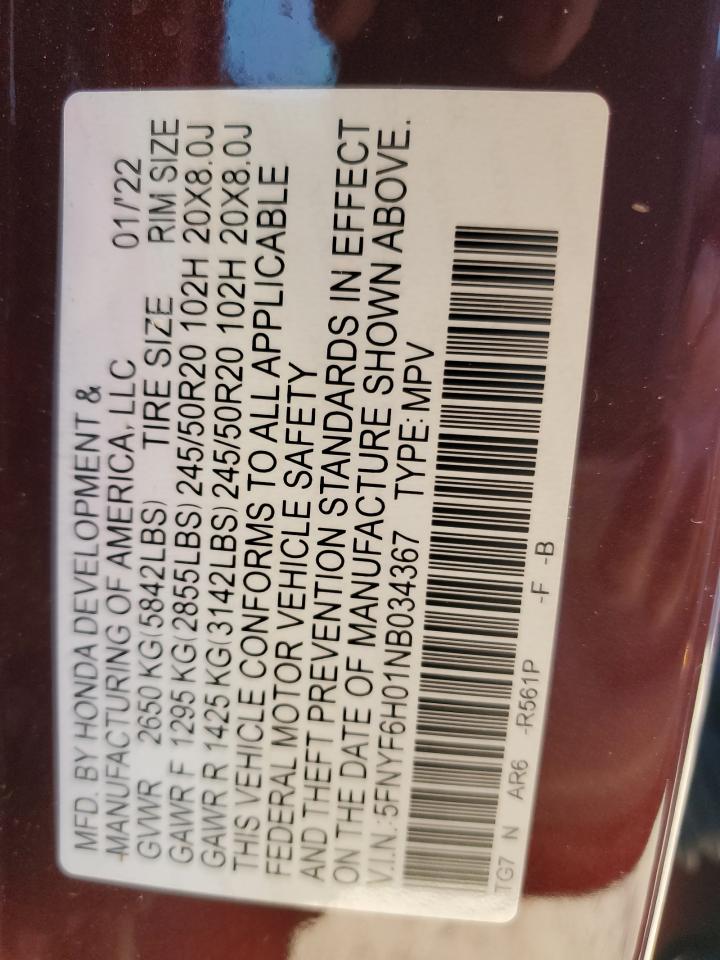 MFD. BY HONDA DEVELOPMENT &
MANUFACTURING OF AMERICA, LLC 01/'22
GVWR 2650 KG(5842LBS) TIRE SIZE RIM SIZE
GAWR F 1295 KG(2855LBS) 245/50R20 102H 20X8.0J
GAWR R 1425 KG(3142LBS) 245/50R20 102H 20X8.0J
THIS VEHICLE CONFORMS TO ALL APPLICABLE
FEDERAL MOTOR VEHICLE SAFETY
AND THEFT PREVENTION STANDARDS IN EFFECT
ON THE DATE OF MANUFACTURE SHOWN ABOVE.
V.I.N.:5FNYF6H01NB034367 TYPE:MPV
TG7 N AR6 -R561P -F -B